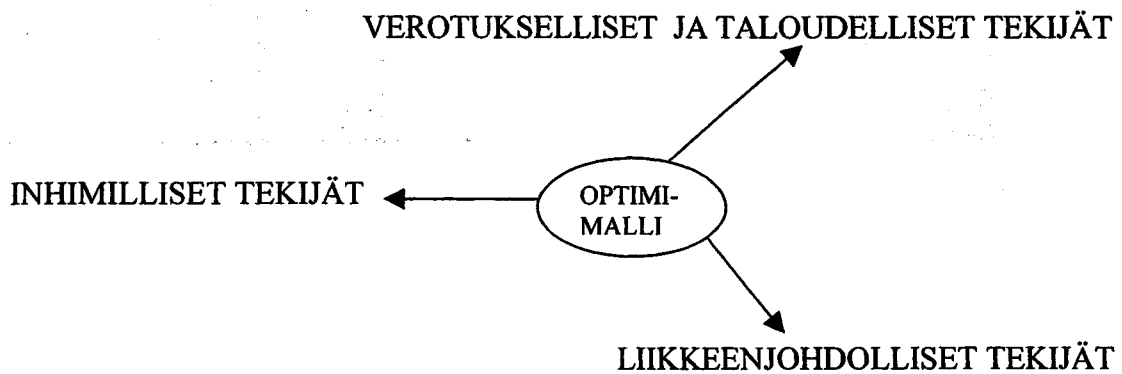 VEROTUKSELLISET JA TALOUDELLISET TEKIJÄT
INHIMILLISET TEKIJÄT
OPTIMI-
MALLI
LIIKKEENJOHDOLLISET TEKIJÄT